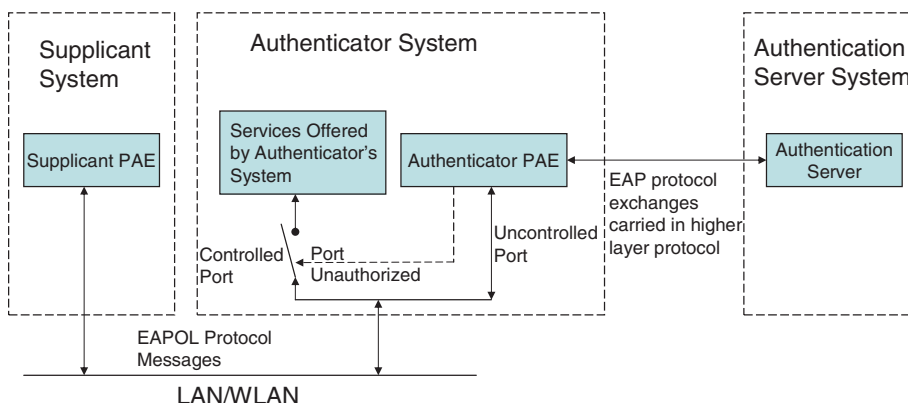 Supplicant
System
Authenticator System
Authentication
Server System
Supplicant PAE
Services Offered
by Authenticator's
System
Authenticator PAE
Authentication
Server
EAP protocol
exchanges
carried in higher
layer protocol
Controlled
Port
Port
Unauthorized
Uncontrolled
Port
EAPOL Protocol
Messages
LAN/WLAN